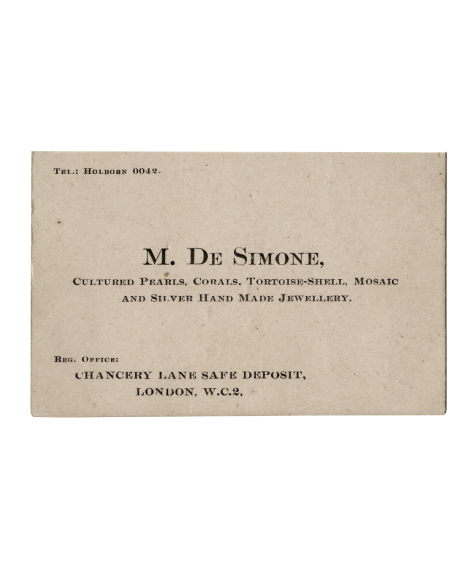 Tel.: Holborn 0042.
M. De Simone,
Cultured Pearls, Corals, Tortoise-Shell, Mosaic
and Silver Hand Made Jewellery.
Reg. Office:
CHANCERY LANE SAFE DEPOSIT,
LONDON, W.C.2.